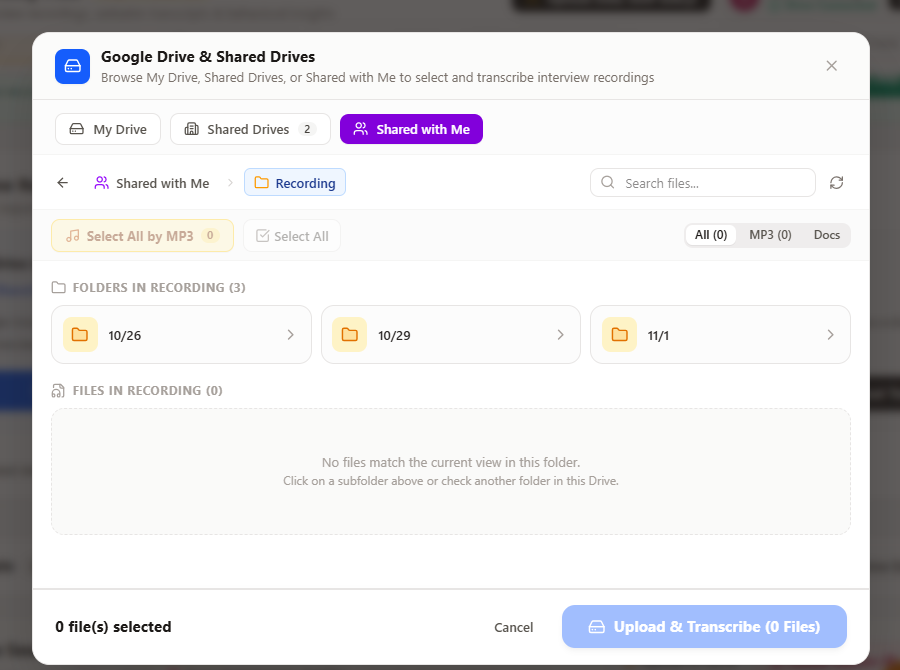 Google Drive & Shared Drives
Browse My Drive, Shared Drives, or Shared with Me to select and transcribe interview recordings
My Drive
Shared Drives 2
Shared with Me
Shared with Me
Recording
Search files...
Select All by MP3 0
Select All
All (0)
MP3 (0)
Docs
FOLDERS IN RECORDING (3)
10/26
10/29
11/1
FILES IN RECORDING (0)
No files match the current view in this folder.
Click on a subfolder above or check another folder in this Drive.
0 file(s) selected
Cancel
Upload & Transcribe (0 Files)